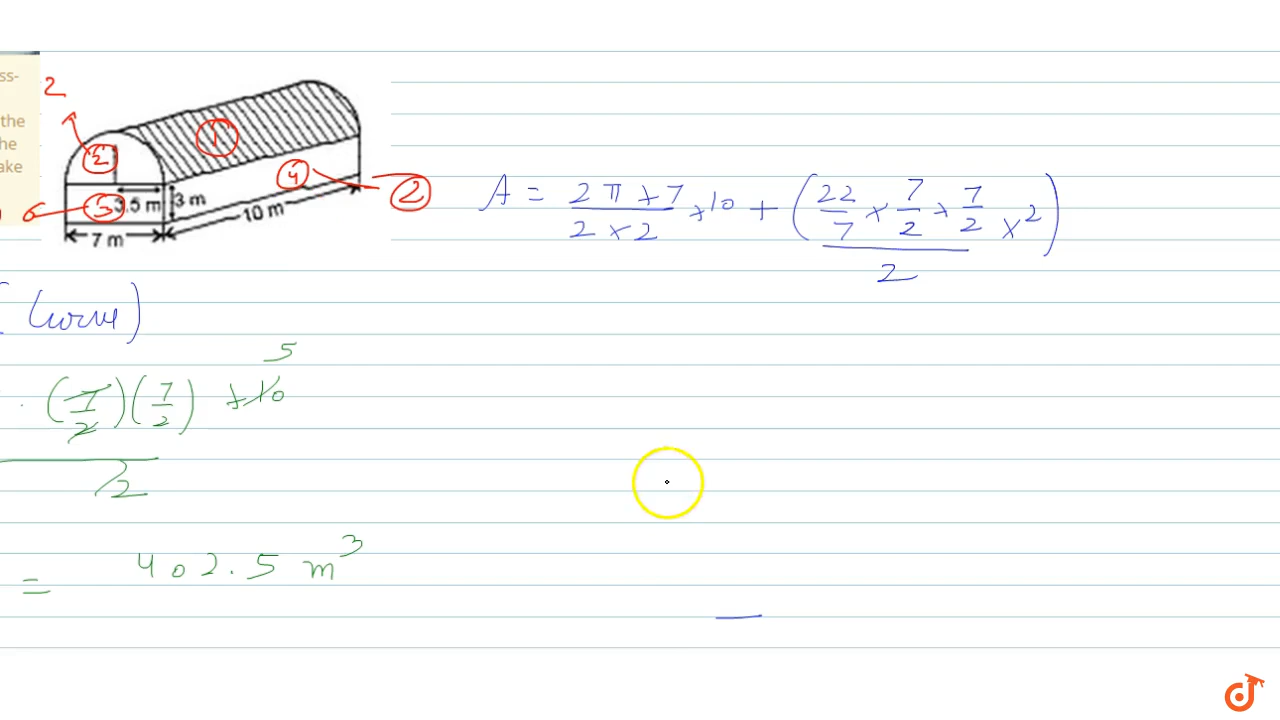 ss-
the
he
ake
2
2
1
4
2
3
3.5 m
3 m
10 m
7 m
A = 2π × 7 / 2 × 2 × 10 + ( 22/7 × 7/2 × 7/2 × 2 ) / 2
(curve)
5
. (7/2) (7/2) × 10
/2
= 402.5 m³